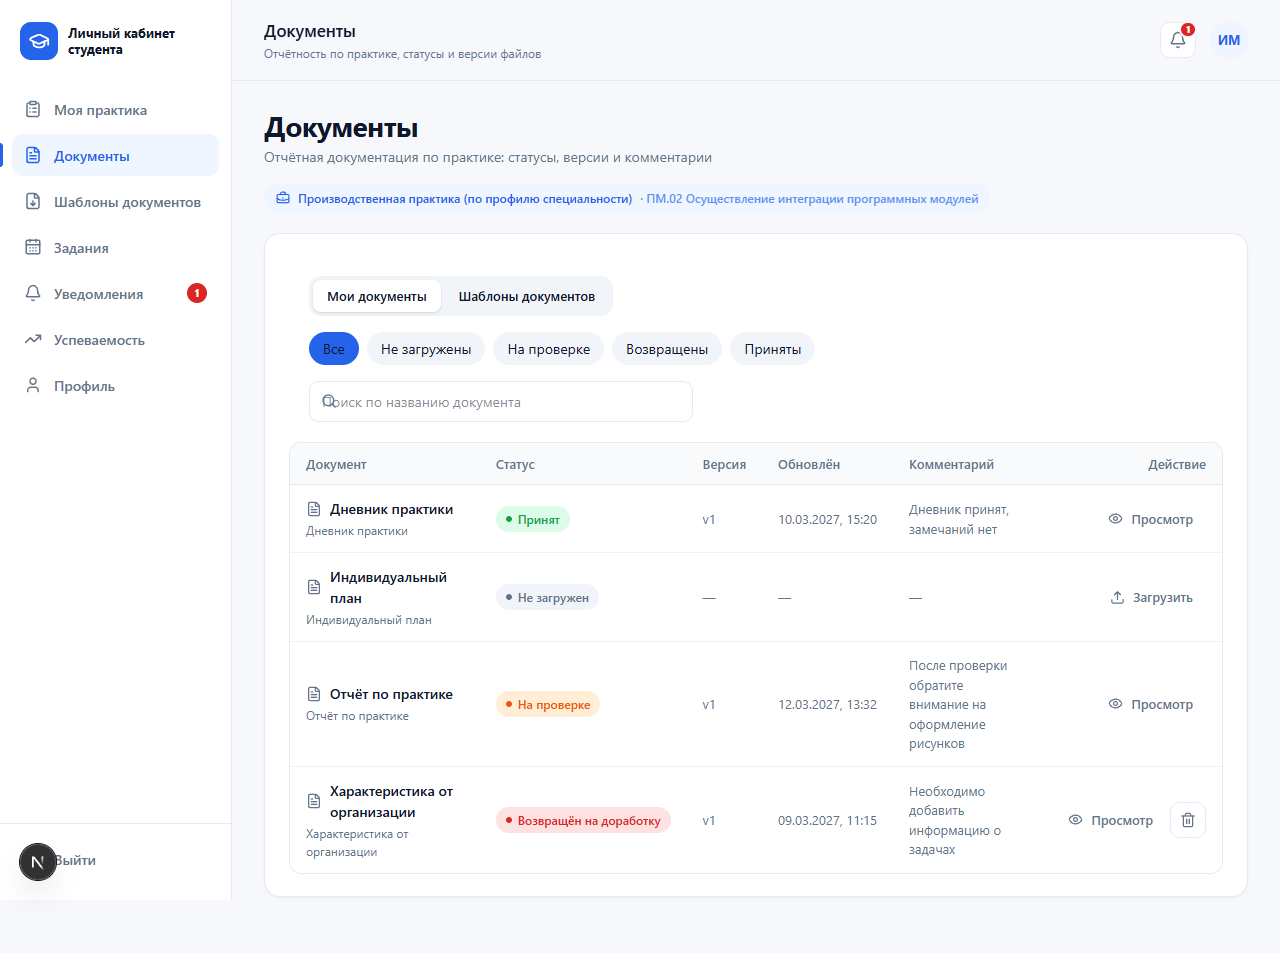 Личный кабинет
студента
Моя практика
Документы
Шаблоны документов
Задания
Уведомления 1
Успеваемость
Профиль
Выйти
N
Документы
Отчётность по практике, статусы и версии файлов
1
ИМ
Документы
Отчётная документация по практике: статусы, версии и комментарии
Производственная практика (по профилю специальности) · ПМ.02 Осуществление интеграции программных модулей
Мои документы Шаблоны документов
Все Не загружены На проверке Возвращены Приняты
Поиск по названию документа
Документ Статус Версия Обновлён Комментарий Действие
Дневник практики
Дневник практики
Принят
v1
10.03.2027, 15:20
Дневник принят,
замечаний нет
Просмотр
Индивидуальный
план
Индивидуальный план
Не загружен
—
—
—
Загрузить
Отчёт по практике
Отчёт по практике
На проверке
v1
12.03.2027, 13:32
После проверки
обратите
внимание на
оформление
рисунков
Просмотр
Характеристика от
организации
Характеристика от
организации
Возвращён на доработку
v1
09.03.2027, 11:15
Необходимо
добавить
информацию о
задачах
Просмотр